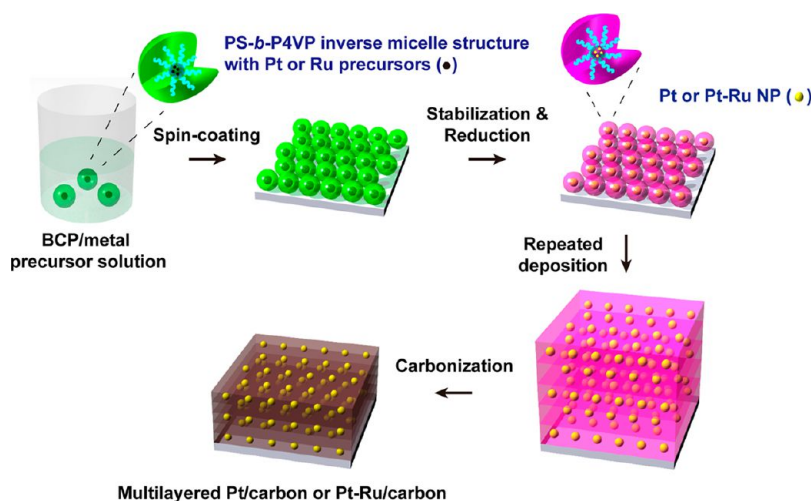 PS-b-P4VP inverse micelle structure
with Pt or Ru precursors (●)
Pt or Pt-Ru NP (●)
Spin-coating
Stabilization &
Reduction
BCP/metal
precursor solution
Repeated
deposition
Carbonization
Multilayered Pt/carbon or Pt-Ru/carbon